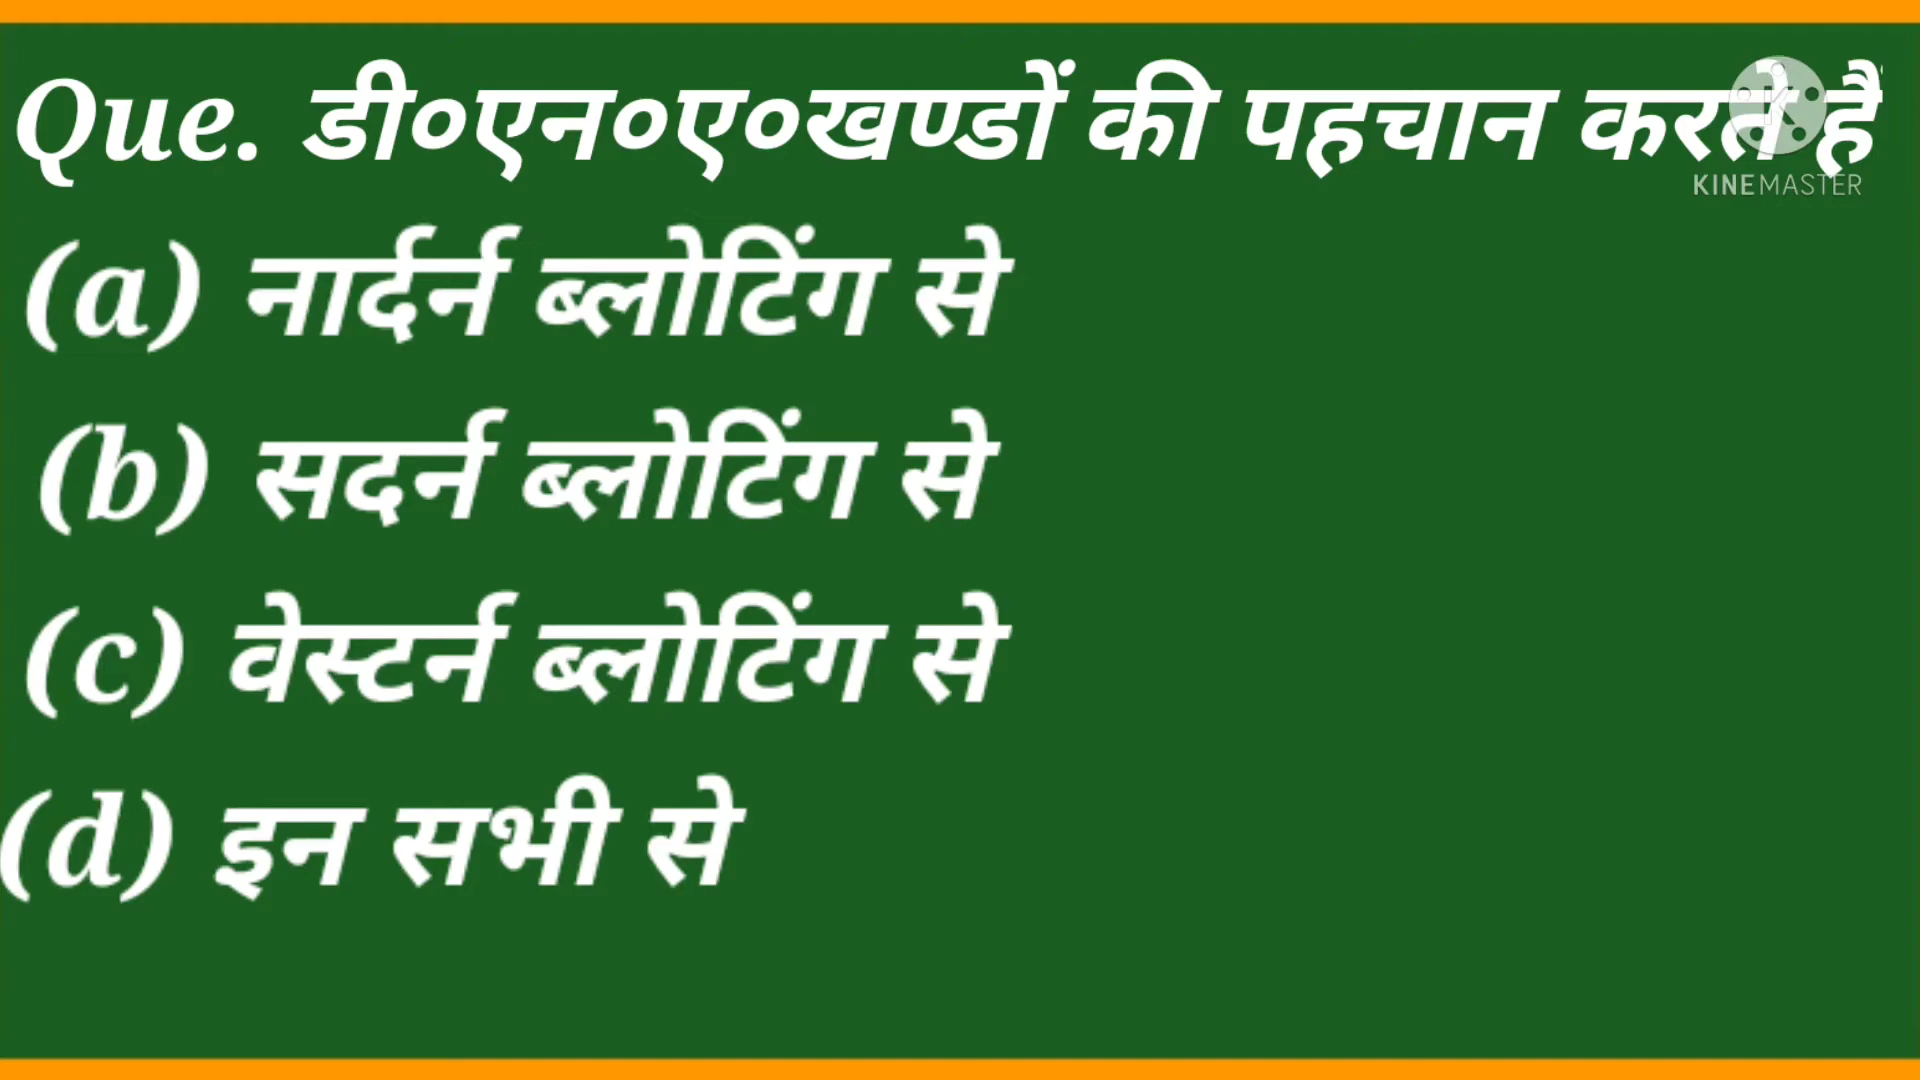 Que. डी०एन०ए०खण्डों की पहचान करते हैं
KINEMASTER
(a) नार्दर्न ब्लोटिंग से
(b) सदर्न ब्लोटिंग से
(c) वेस्टर्न ब्लोटिंग से
(d) इन सभी से